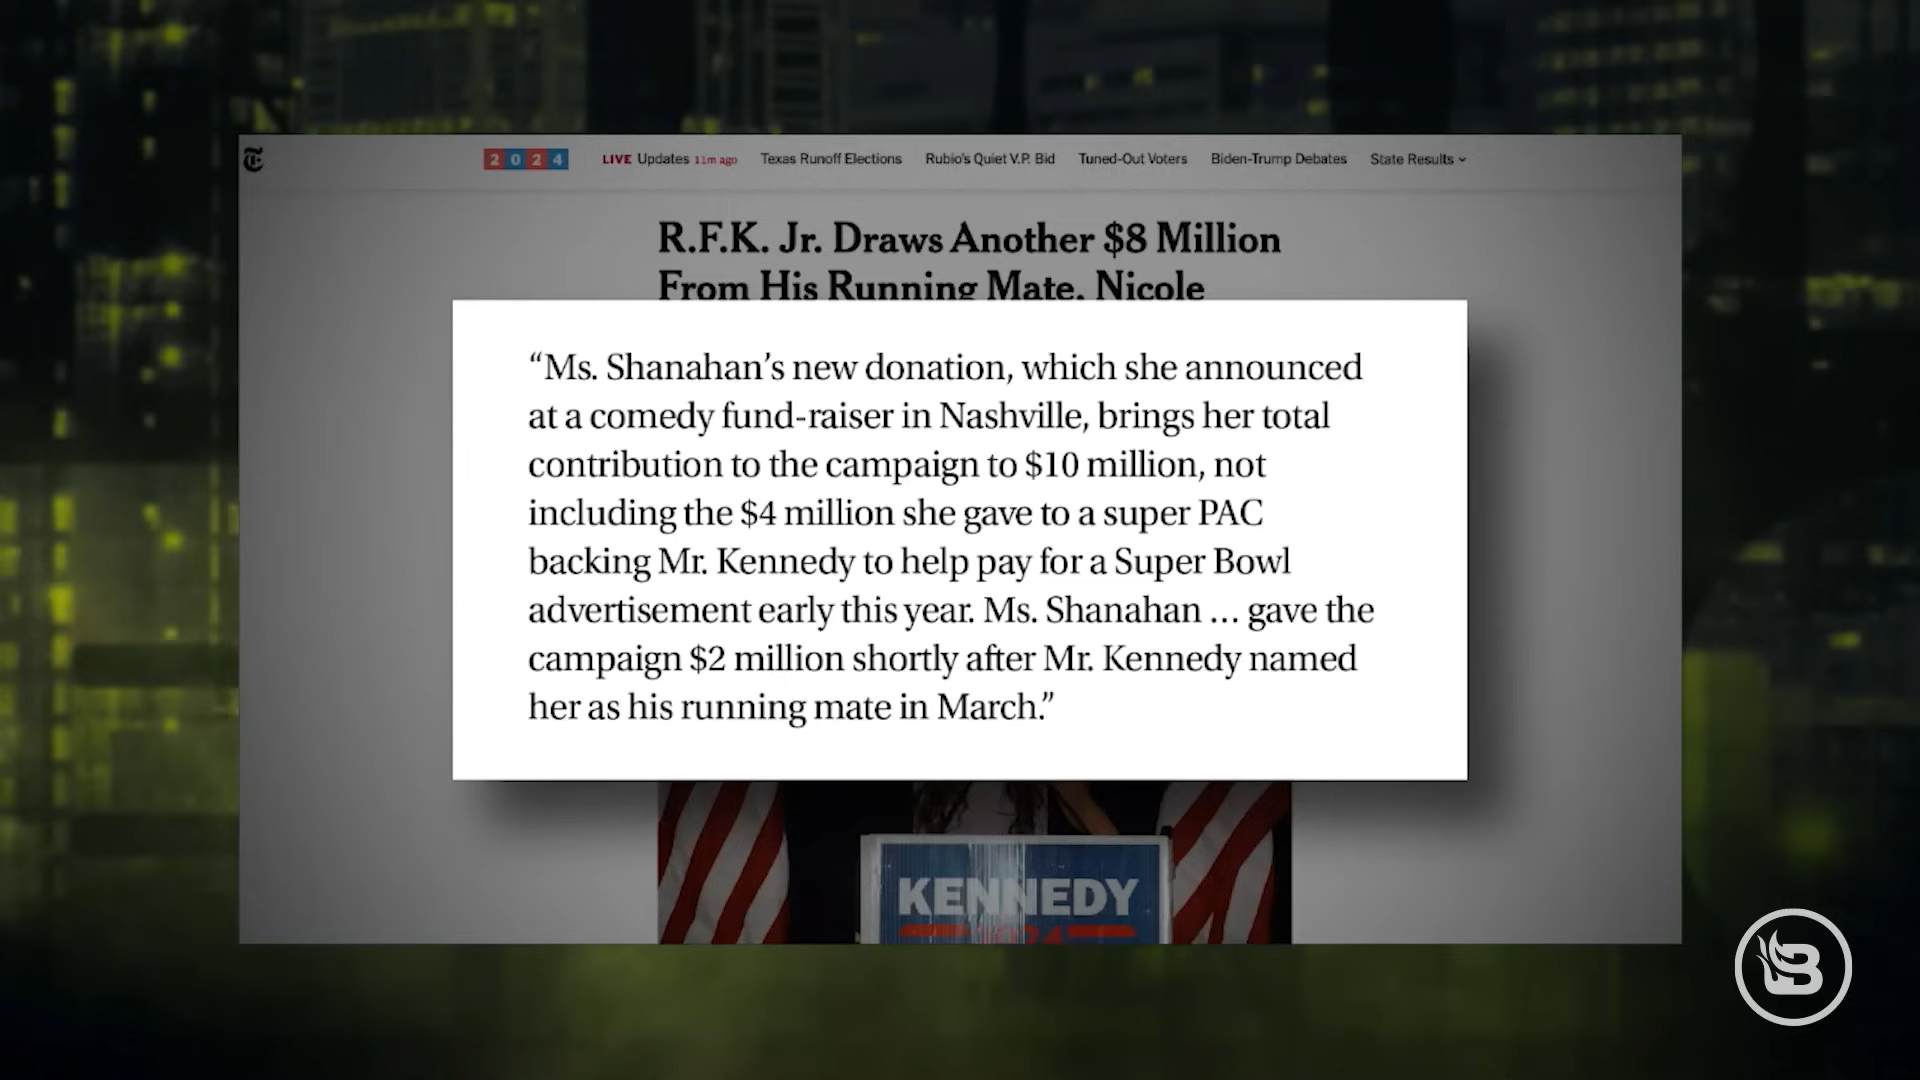 2024 LIVE Updates 11m ago Texas Runoff Elections Rubio's Quiet V.P. Bid Tuned-Out Voters Biden-Trump Debates State Results
R.F.K. Jr. Draws Another $8 Million
From His Running Mate, Nicole
“Ms. Shanahan’s new donation, which she announced
at a comedy fund-raiser in Nashville, brings her total
contribution to the campaign to $10 million, not
including the $4 million she gave to a super PAC
backing Mr. Kennedy to help pay for a Super Bowl
advertisement early this year. Ms. Shanahan ... gave the
campaign $2 million shortly after Mr. Kennedy named
her as his running mate in March.”
KENNEDY
2024
B